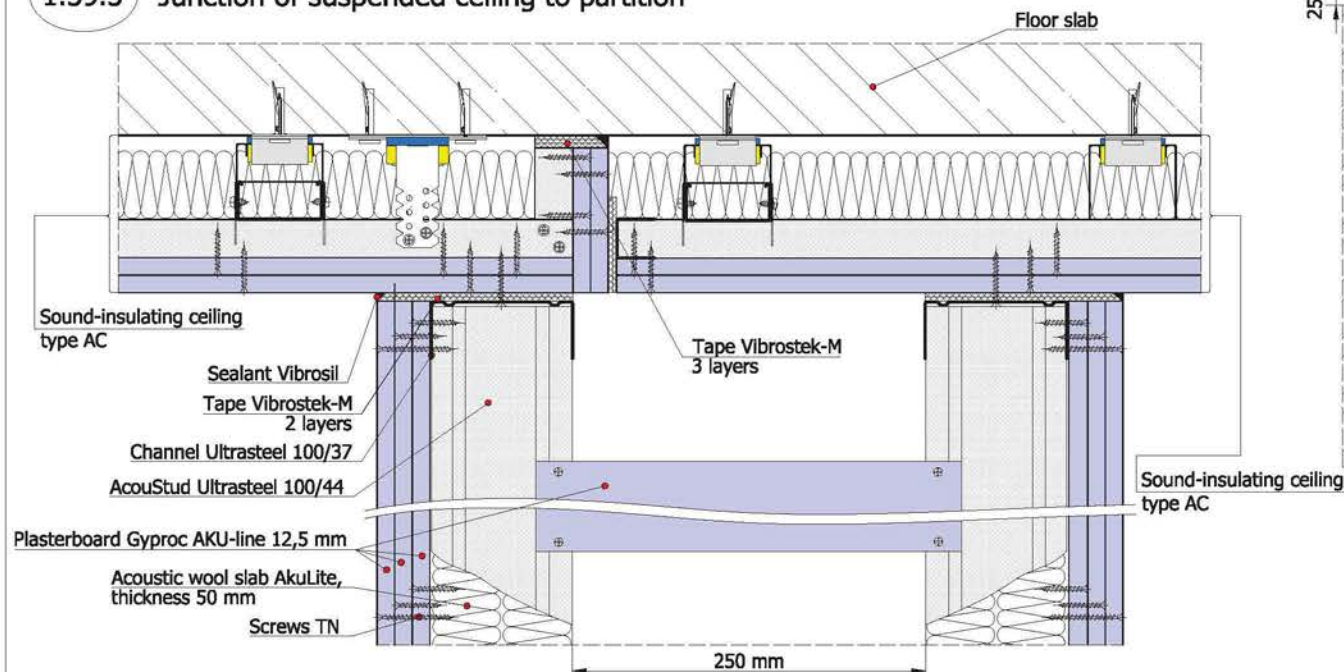 1.39.3 Junction of suspended ceiling to partition
Floor slab
Sound-insulating ceiling
type AC
Sealant Vibrosil
Tape Vibrostek-M
2 layers
Channel Ultrasteel 100/37
AcouStud Ultrasteel 100/44
Plasterboard Gyproc AKU-line 12,5 mm
Acoustic wool slab AkuLite,
thickness 50 mm
Screws TN
Tape Vibrostek-M
3 layers
Sound-insulating ceiling
type AC
250 mm